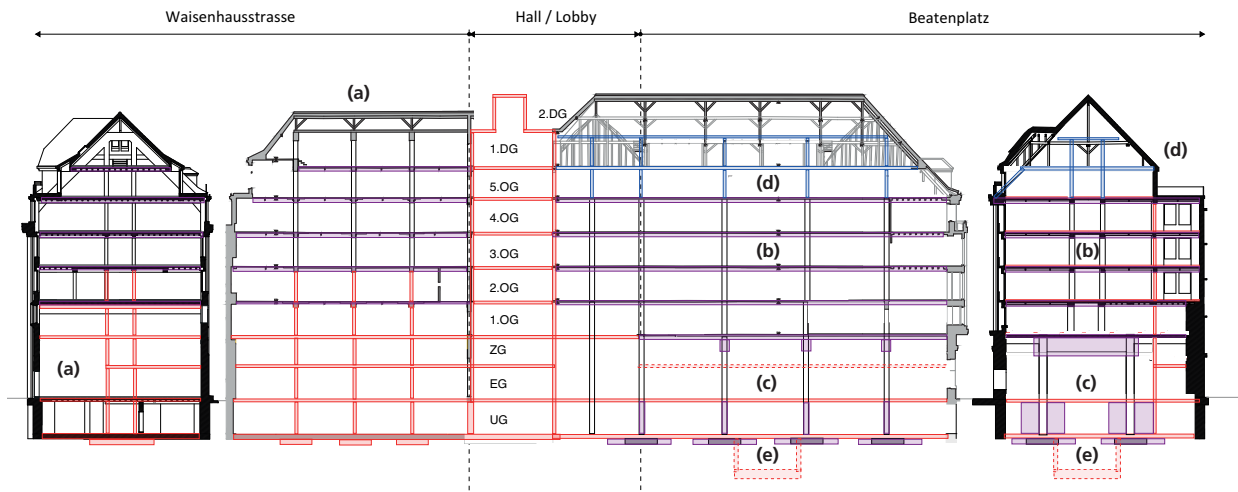 Waisenhausstrasse
Hall / Lobby
Beatenplatz
(a)
2.DG
1.DG
(d)
(d)
5.OG
4.OG
3.OG
(b)
(b)
2.OG
1.OG
ZG
(a)
EG
(c)
(c)
UG
(e)
(e)